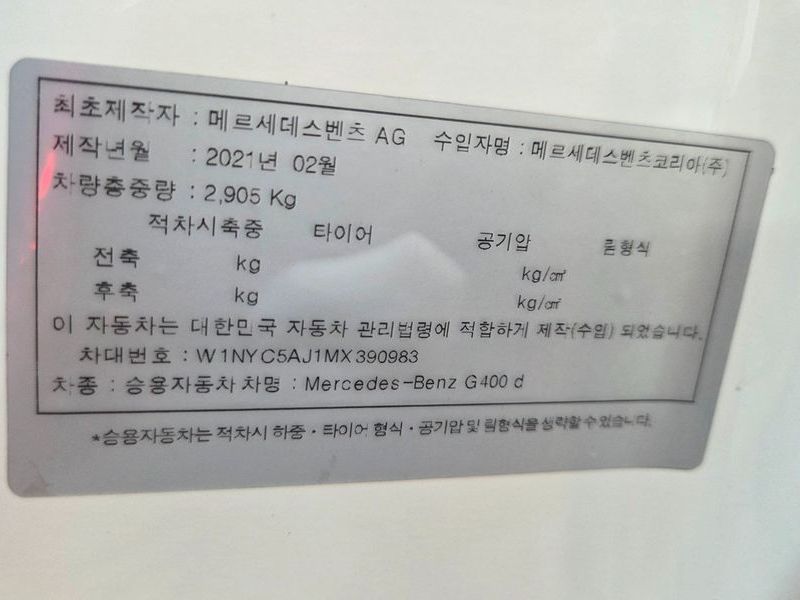 최초제작자 : 메르세데스벤츠 AG 수입자명 : 메르세데스벤츠코리아(주)
제작년월 : 2021년 02월
차량총중량 : 2,905 Kg
적차시축중 타이어 공기압 림형식
전축 kg kg/㎠
후축 kg kg/㎠
이 자동차는 대한민국 자동차 관리법령에 적합하게 제작(수입) 되었습니다.
차대번호 : W1NYC5AJ1MX390983
차종 : 승용자동차 차명 : Mercedes-Benz G400 d
*승용자동차는 적차시 하중・타이어 형식・공기압 및 림형식을 생략할 수 있습니다.